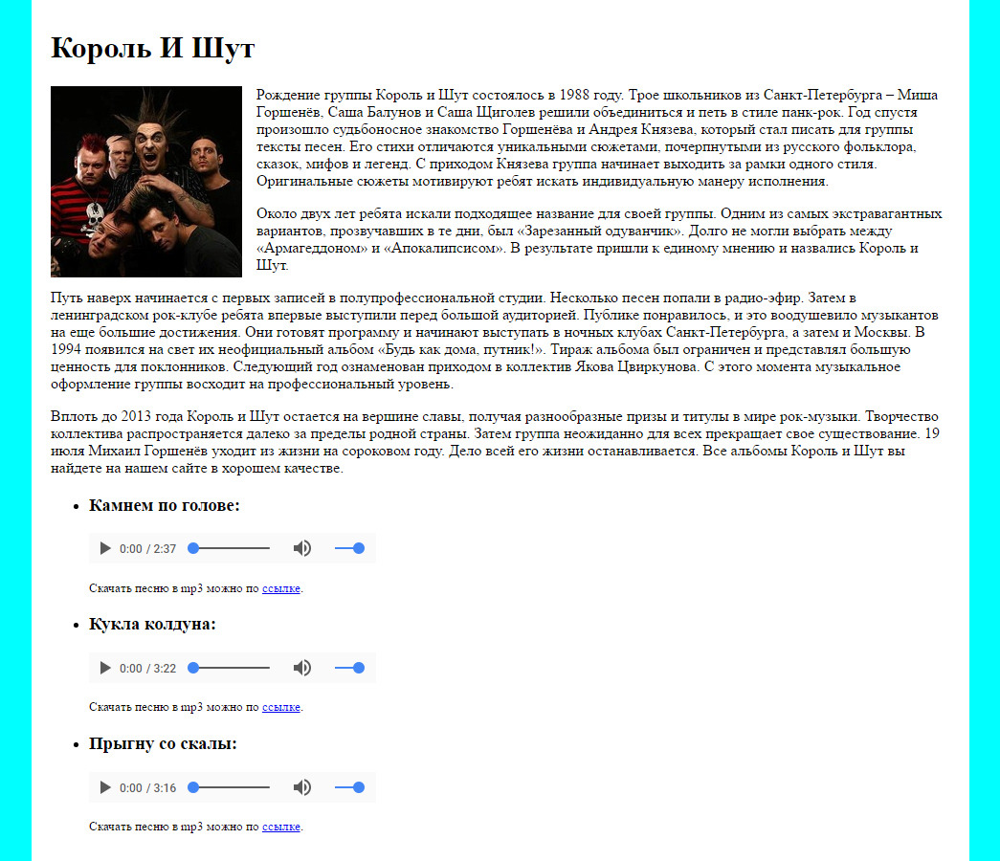 Король И Шут
Рождение группы Король и Шут состоялось в 1988 году. Трое школьников из Санкт-Петербурга – Миша
Горшенёв, Саша Балунов и Саша Щиголев решили объединиться и петь в стиле панк-рок. Год спустя
произошло судьбоносное знакомство Горшенёва и Андрея Князева, который стал писать для группы
тексты песен. Его стихи отличаются уникальными сюжетами, почерпнутыми из русского фольклора,
сказок, мифов и легенд. С приходом Князева группа начинает выходить за рамки одного стиля.
Оригинальные сюжеты мотивируют ребят искать индивидуальную манеру исполнения.
Около двух лет ребята искали подходящее название для своей группы. Одним из самых экстравагантных
вариантов, прозвучавших в те дни, был «Зарезанный одуванчик». Долго не могли выбрать между
«Армагеддоном» и «Апокалипсисом». В результате пришли к единому мнению и назвались Король и
Шут.
Путь наверх начинается с первых записей в полупрофессиональной студии. Несколько песен попали в радио-эфир. Затем в
ленинградском рок-клубе ребята впервые выступили перед большой аудиторией. Публике понравилось, и это воодушевило музыкантов
на еще большие достижения. Они готовят программу и начинают выступать в ночных клубах Санкт-Петербурга, а затем и Москвы. В
1994 появился на свет их неофициальный альбом «Будь как дома, путник!». Тираж альбома был ограничен и представлял большую
ценность для поклонников. Следующий год ознаменован приходом в коллектив Якова Цвиркунова. С этого момента музыкальное
оформление группы восходит на профессиональный уровень.
Вплоть до 2013 года Король и Шут остается на вершине славы, получая разнообразные призы и титулы в мире рок-музыки. Творчество
коллектива распространяется далеко за пределы родной страны. Затем группа неожиданно для всех прекращает свое существование. 19
июля Михаил Горшенёв уходит из жизни на сороковом году. Дело всей его жизни останавливается. Все альбомы Король и Шут вы
найдете на нашем сайте в хорошем качестве.
Камнем по голове:
0:00 / 2:37
Скачать песню в mp3 можно по ссылке.
Кукла колдуна:
0:00 / 3:22
Скачать песню в mp3 можно по ссылке.
Прыгну со скалы:
0:00 / 3:16
Скачать песню в mp3 можно по ссылке.